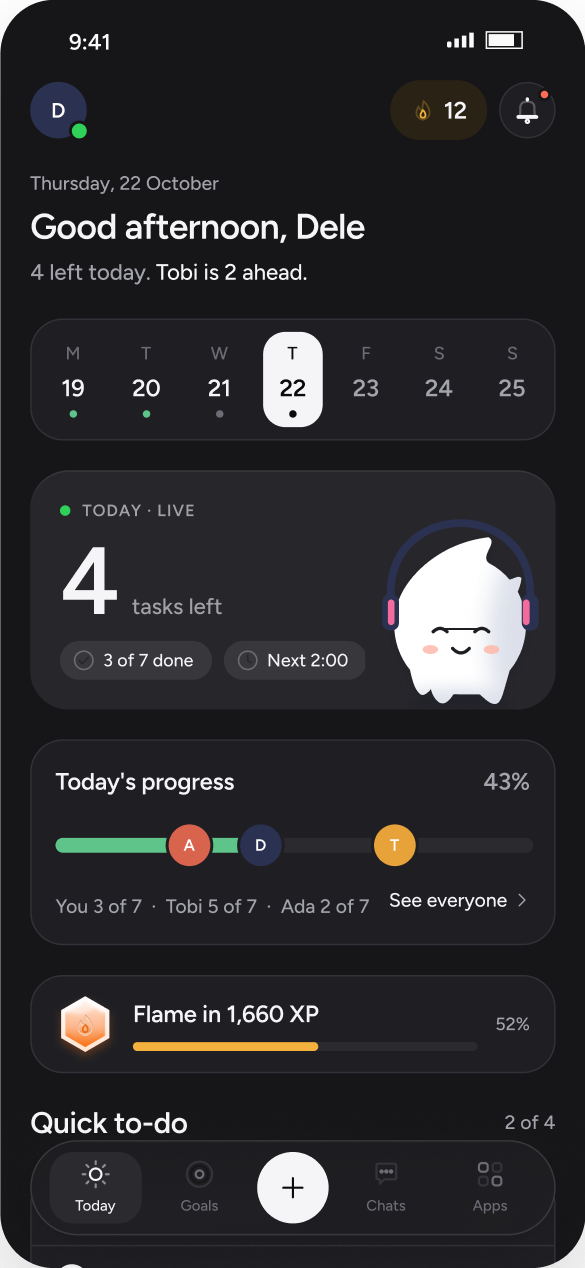 9:41
D
12
Thursday, 22 October
Good afternoon, Dele
4 left today. Tobi is 2 ahead.
M T W T F S S
19 20 21 22 23 24 25
TODAY · LIVE
4 tasks left
3 of 7 done Next 2:00
Today's progress 43%
A D T
You 3 of 7 · Tobi 5 of 7 · Ada 2 of 7 See everyone
Flame in 1,660 XP
52%
Quick to-do 2 of 4
Today Goals Chats Apps